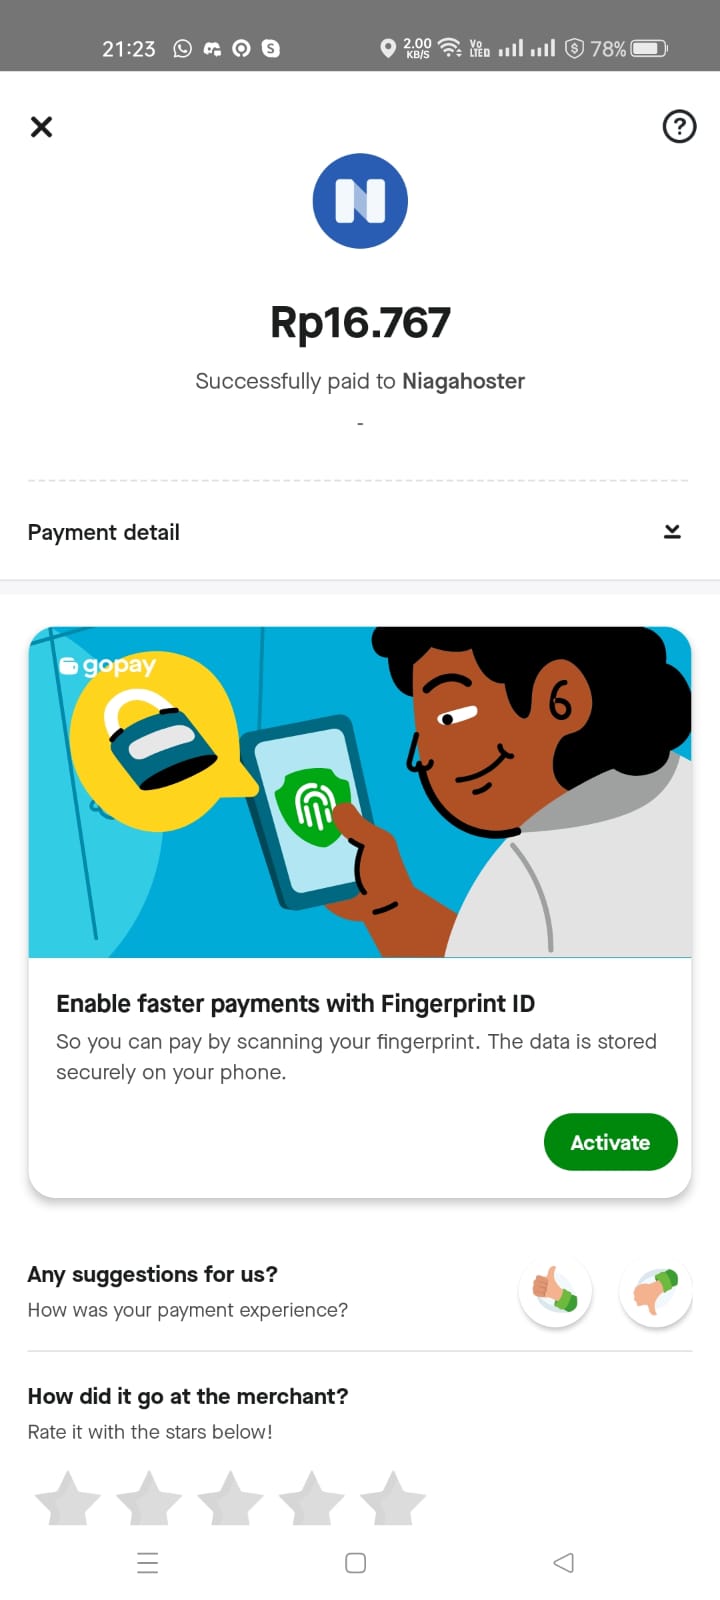 21:23
2.00 KB/S
Vo LTED
78%
Rp16.767
Successfully paid to Niagahoster
-
Payment detail
gopay
Enable faster payments with Fingerprint ID
So you can pay by scanning your fingerprint. The data is stored
securely on your phone.
Activate
Any suggestions for us?
How was your payment experience?
How did it go at the merchant?
Rate it with the stars below!